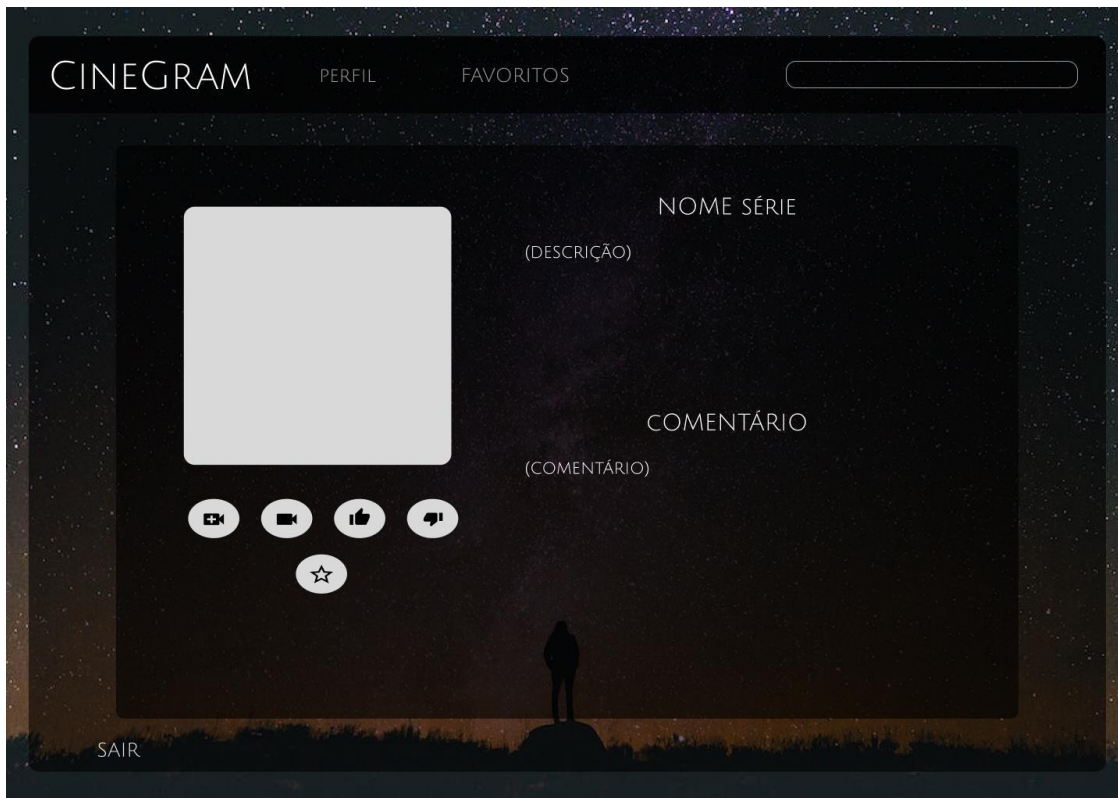 CINEGRAM
PERFIL
FAVORITOS
NOME SÉRIE
(DESCRIÇÃO)
COMENTÁRIO
(COMENTÁRIO)
SAIR